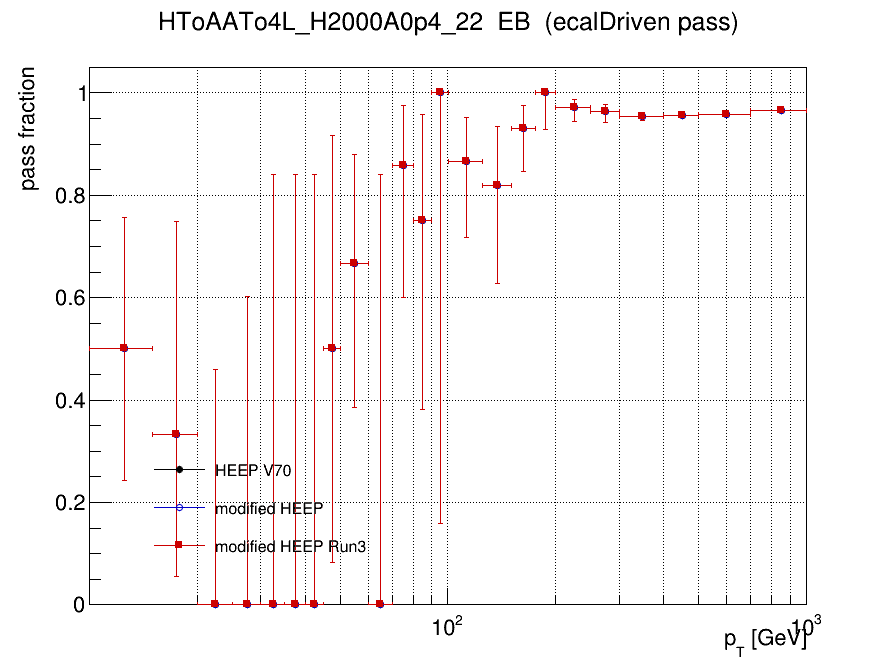 HToAATo4L_H2000A0p4_22 EB (ecalDriven pass)
pass fraction
1
0.8
0.6
0.4
0.2
0
HEEP V70
modified HEEP
modified HEEP Run3
10²
10³
p_T [GeV]